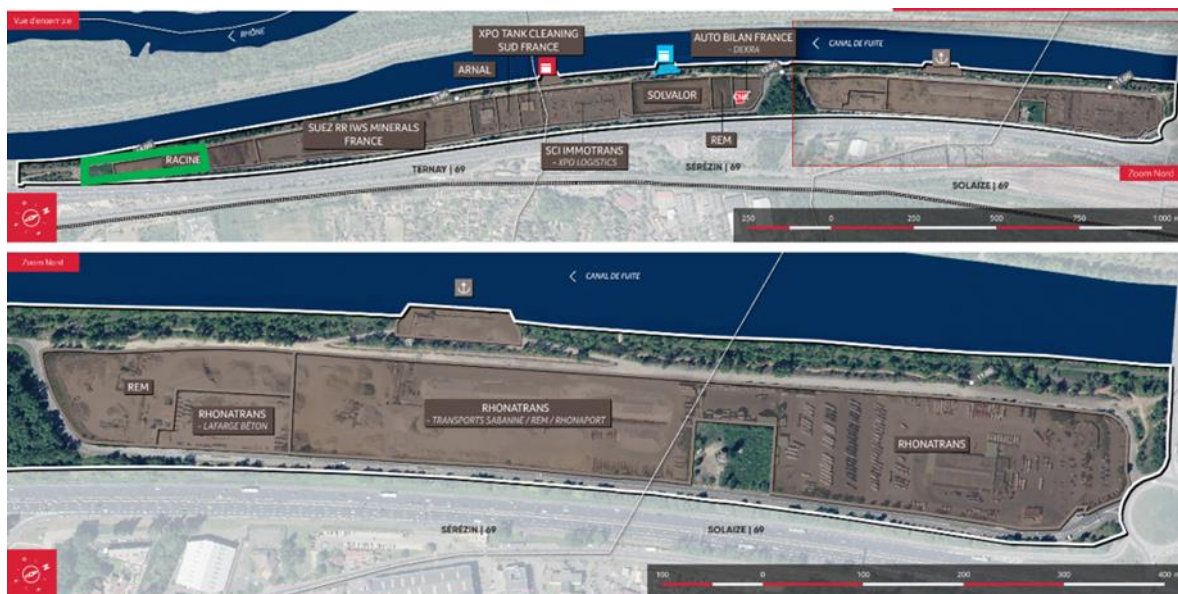 Vue d'ensemble
RHÔNE
XPO TANK CLEANING
SUD FRANCE
AUTO BILAN FRANCE
- DEKRA
CANAL DE FUITE
ARNAL
SOLVALOR
SUEZ RR IWS MINERALS
FRANCE
REM
RACINE
SCI IMMOTRANS
- XPO LOGISTICS
TERNAY | 69
SÉRÉZIN | 69
SOLAIZE | 69
Zoom Nord
250 0 250 500 750 1 000 m
Zoom Nord
CANAL DE FUITE
REM
RHONATRANS
- LAFARGE BÉTON
RHONATRANS
- TRANSPORTS SABANNE / REM / RHONAPORT
RHONATRANS
SÉRÉZIN | 69
SOLAIZE | 69
100 0 100 200 300 400 m